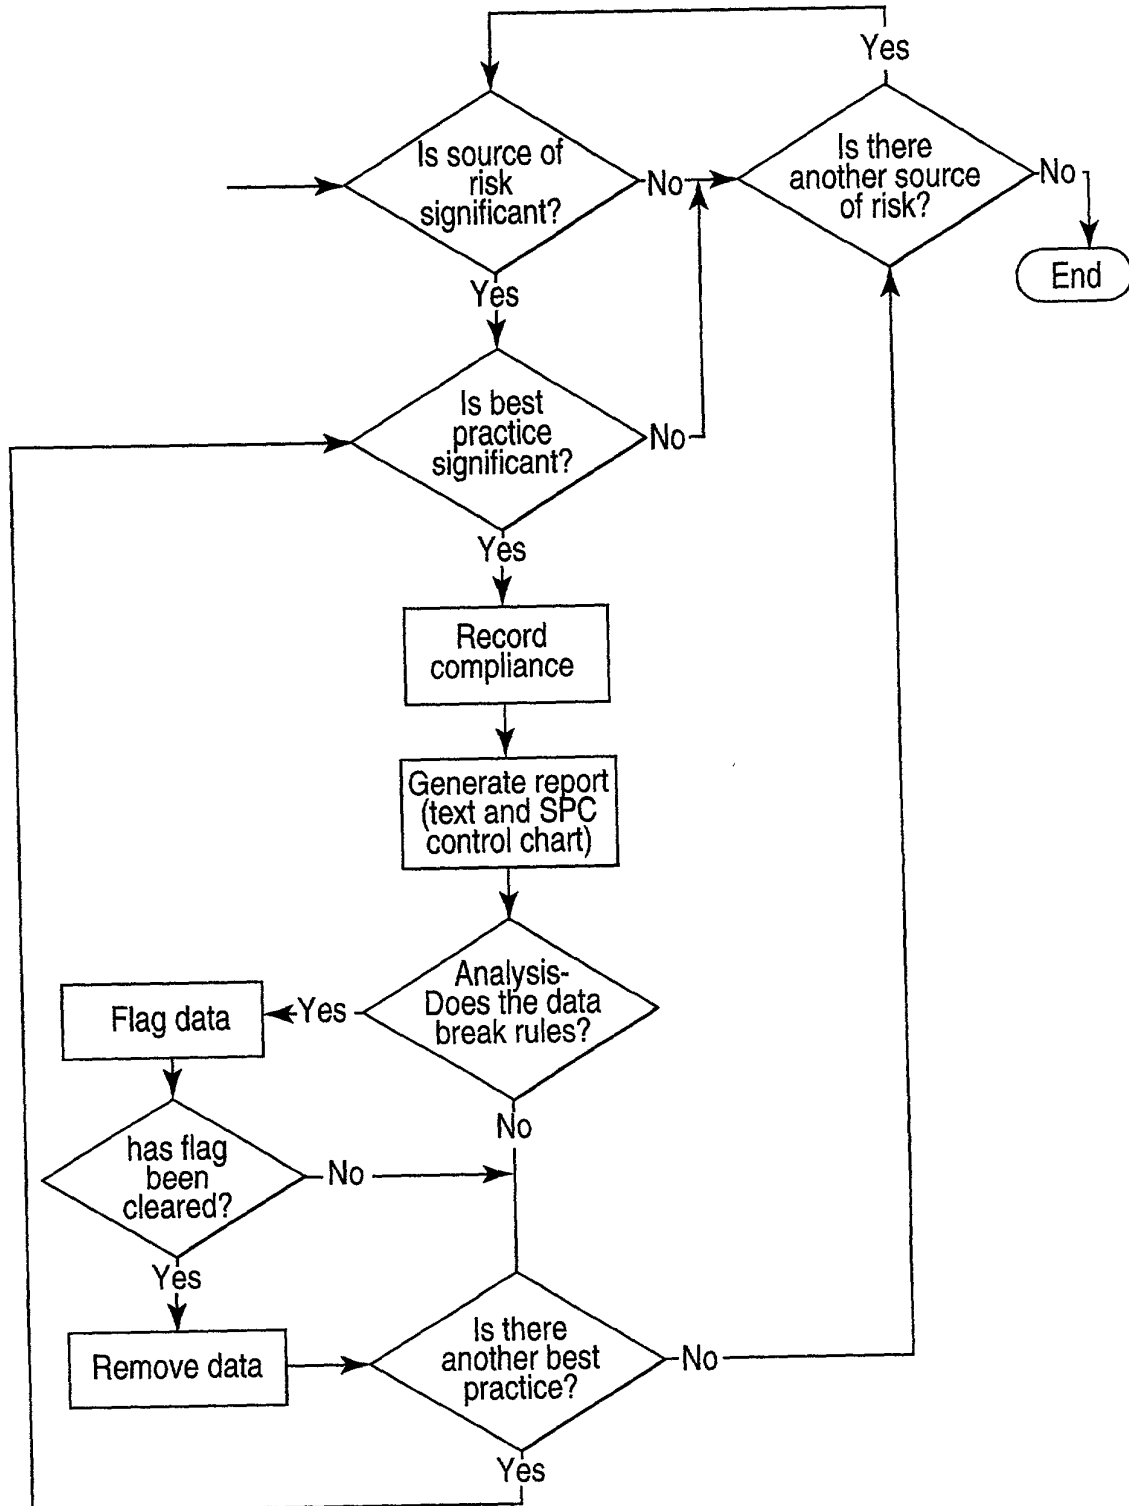 Yes
Is source of
risk
significant?
No
Is there
another source
of risk?
No
End
Yes
Is best
practice
significant?
No
Yes
Record
compliance
Generate report
(text and SPC
control chart)
Analysis-
Does the data
break rules?
Yes
Flag data
No
has flag
been
cleared?
No
Yes
Remove data
Is there
another best
practice?
No
Yes